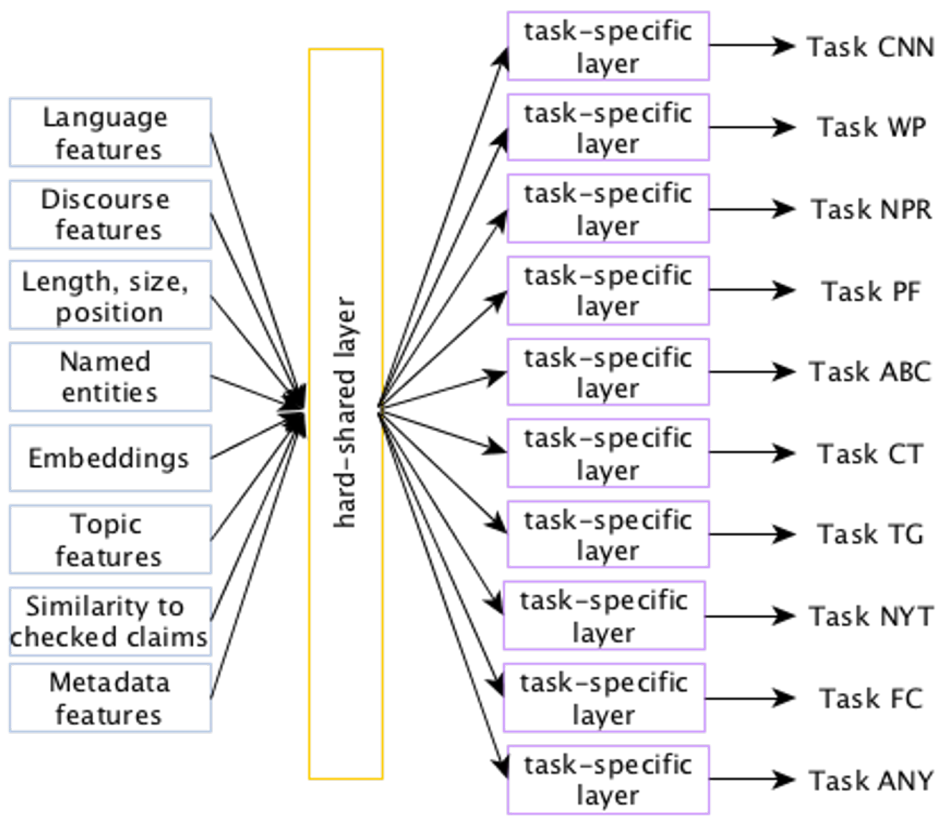 Language
features
Discourse
features
Length, size,
position
Named
entities
Embeddings
Topic
features
Similarity to
checked claims
Metadata
features
hard-shared layer
task-specific
layer
Task CNN
task-specific
layer
Task WP
task-specific
layer
Task NPR
task-specific
layer
Task PF
task-specific
layer
Task ABC
task-specific
layer
Task CT
task-specific
layer
Task TG
task-specific
layer
Task NYT
task-specific
layer
Task FC
task-specific
layer
Task ANY